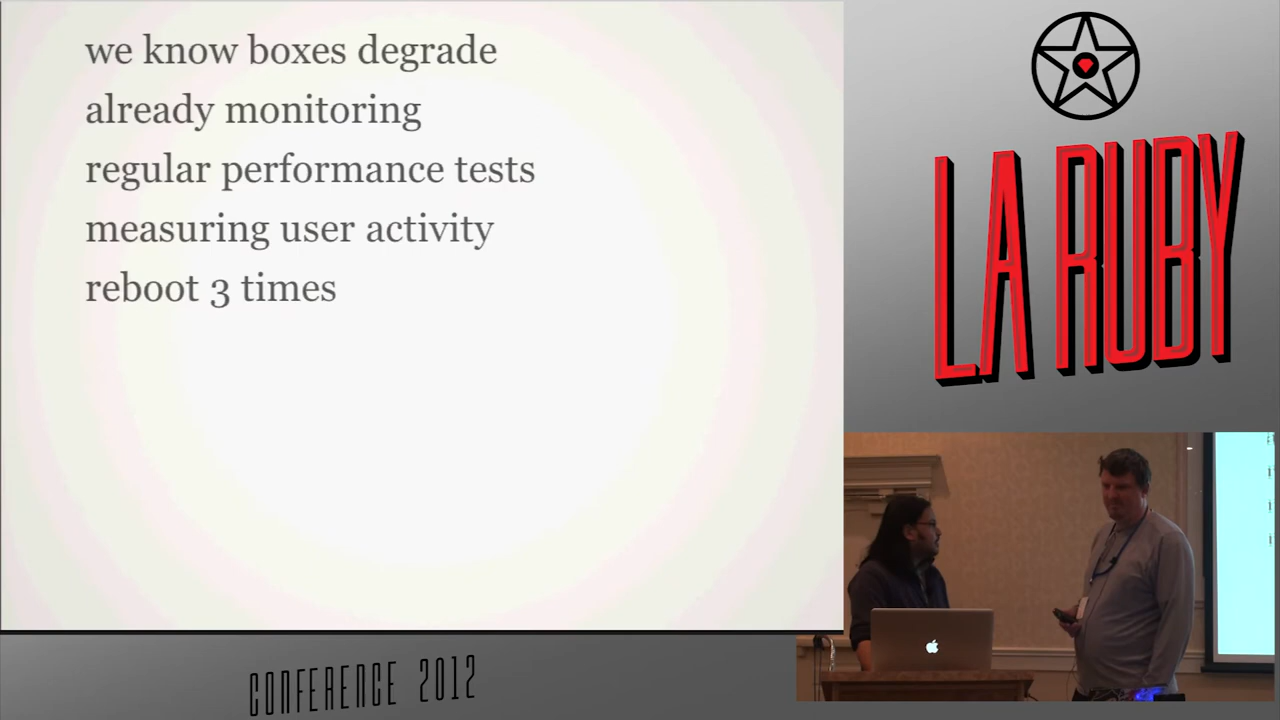 we know boxes degrade
already monitoring
regular performance tests
measuring user activity
reboot 3 times
LA RUBY
CONFERENCE 2012